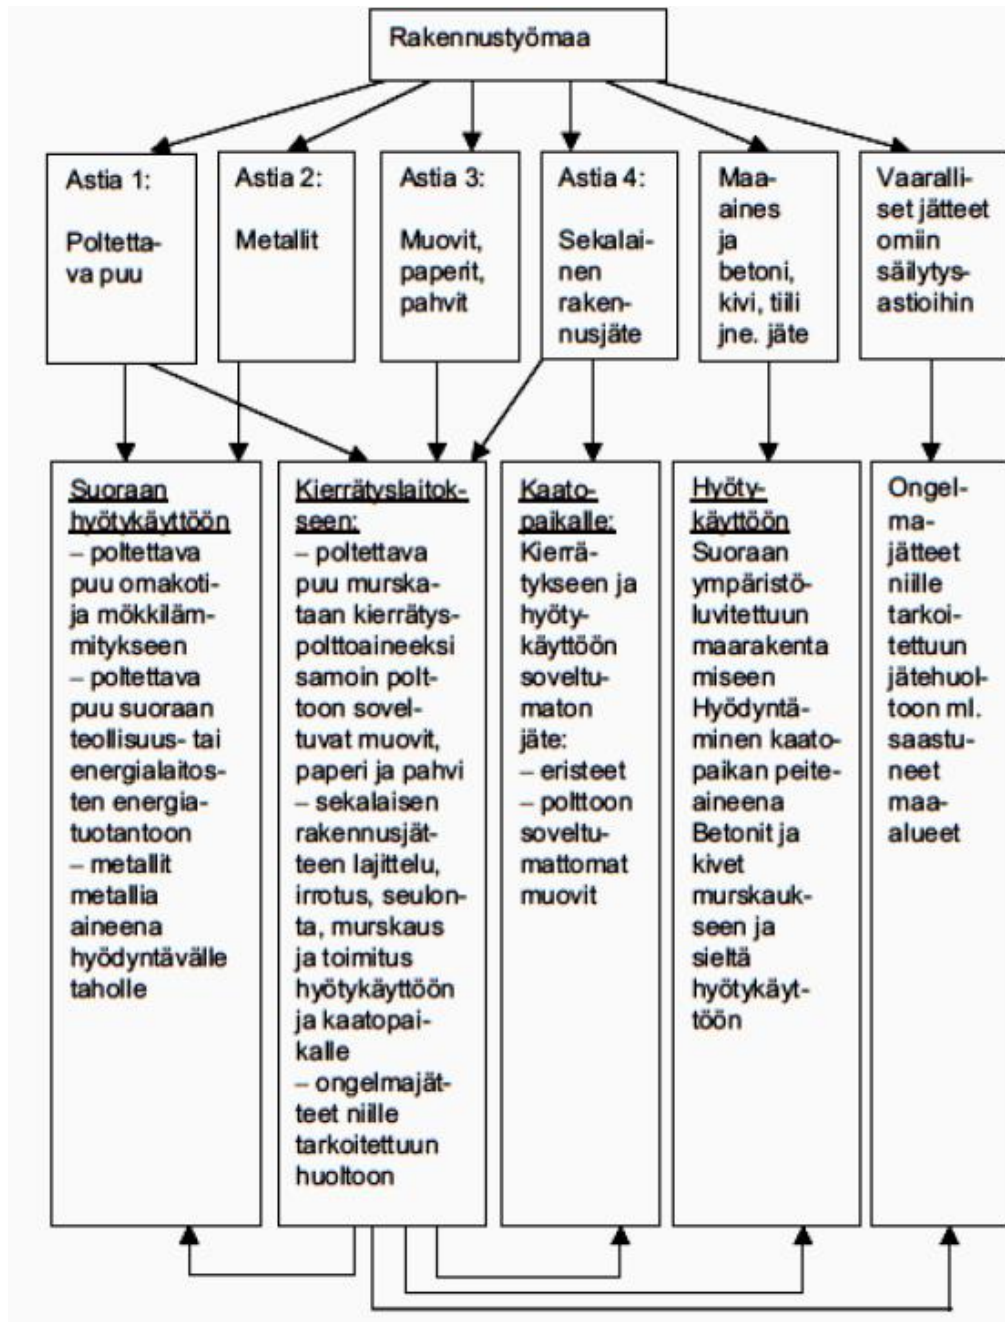 Rakennustyömaa
Astia 1:
Poltetta-
va puu
Astia 2:
Metallit
Astia 3:
Muovit,
paperit,
pahvit
Astia 4:
Sekalai-
nen
raken-
nusjäte
Maa-
aines
ja
betoni,
kivi, tiili
jne. jäte
Vaaralli-
set jätteet
omiin
säilytys-
astioihin
Suoraan
hyötykäyttöön
– poltettava
puu omakoti-
ja mökkiläm-
mitykseen
– poltettava
puu suoraan
teollisuus- tai
energialaitos-
ten energia-
tuotantoon
– metallit
metallia
aineena
hyödyntävälle
taholle
Kierrätyslaitok-
seen:
– poltettava
puu murska-
taan kierrätys-
polttoaineeksi
samoin polt-
toon sovel-
tuvat muovit,
paperi ja pahvi
– sekalaisen
rakennusjät-
teen lajittelu,
irrotus, seulon-
ta, murskaus
ja toimitus
hyötykäyttöön
ja kaatopai-
kalle
– ongelmajät-
teet niille
tarkoitettuun
huoltoon
Kaato-
paikalle:
Kierrä-
tykseen ja
hyöty-
käyttöön
soveltu-
maton
jäte:
– eristeet
– polttoon
soveltu-
mattomat
muovit
Hyöty-
käyttöön
Suoraan
ympäristö-
luvitettuun
maarakenta
miseen
Hyödyntä-
minen kaato-
paikan peite-
aineena
Betonit ja
kivet
murskauk-
seen ja
sieltä
hyötykäyt-
töön
Ongel-
ma-
jätteet
niille
tarkoi-
tettuun
jätehuol-
toon ml.
saastu-
neet
maa-
alueet